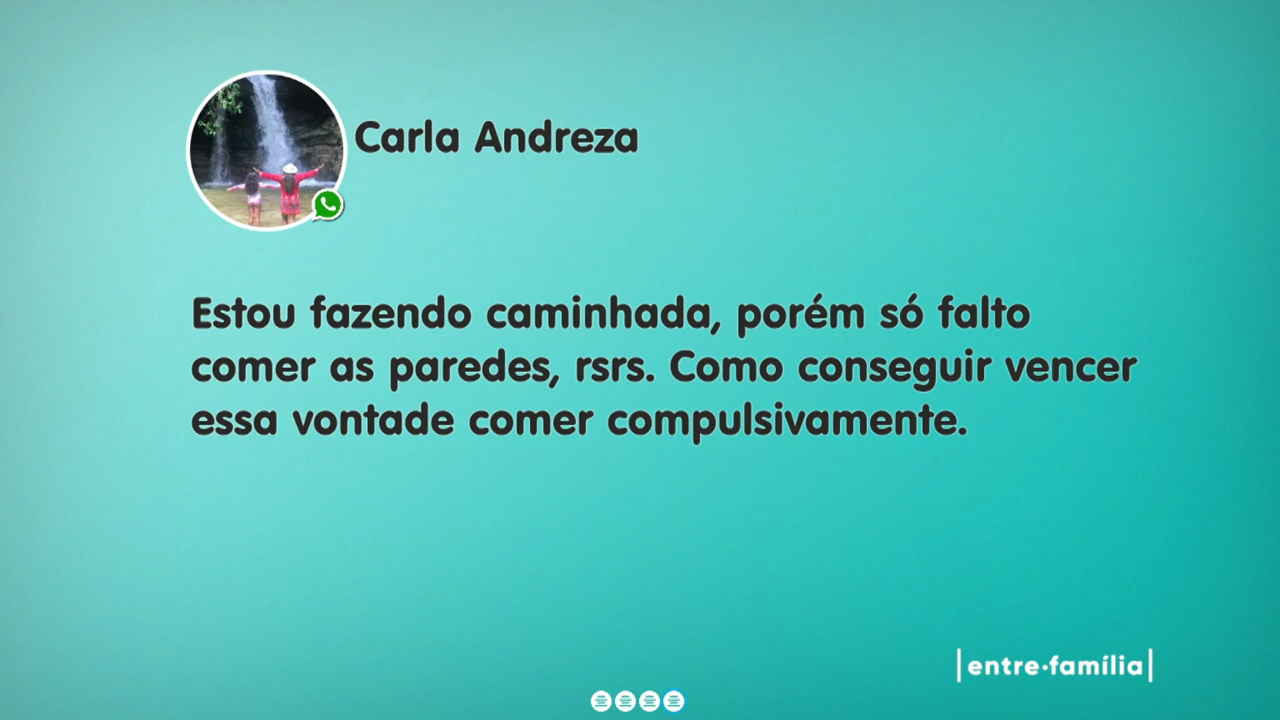 Carla Andreza
Estou fazendo caminhada, porém só falto
comer as paredes, rsrs. Como conseguir vencer
essa vontade comer compulsivamente.
|entre·família|